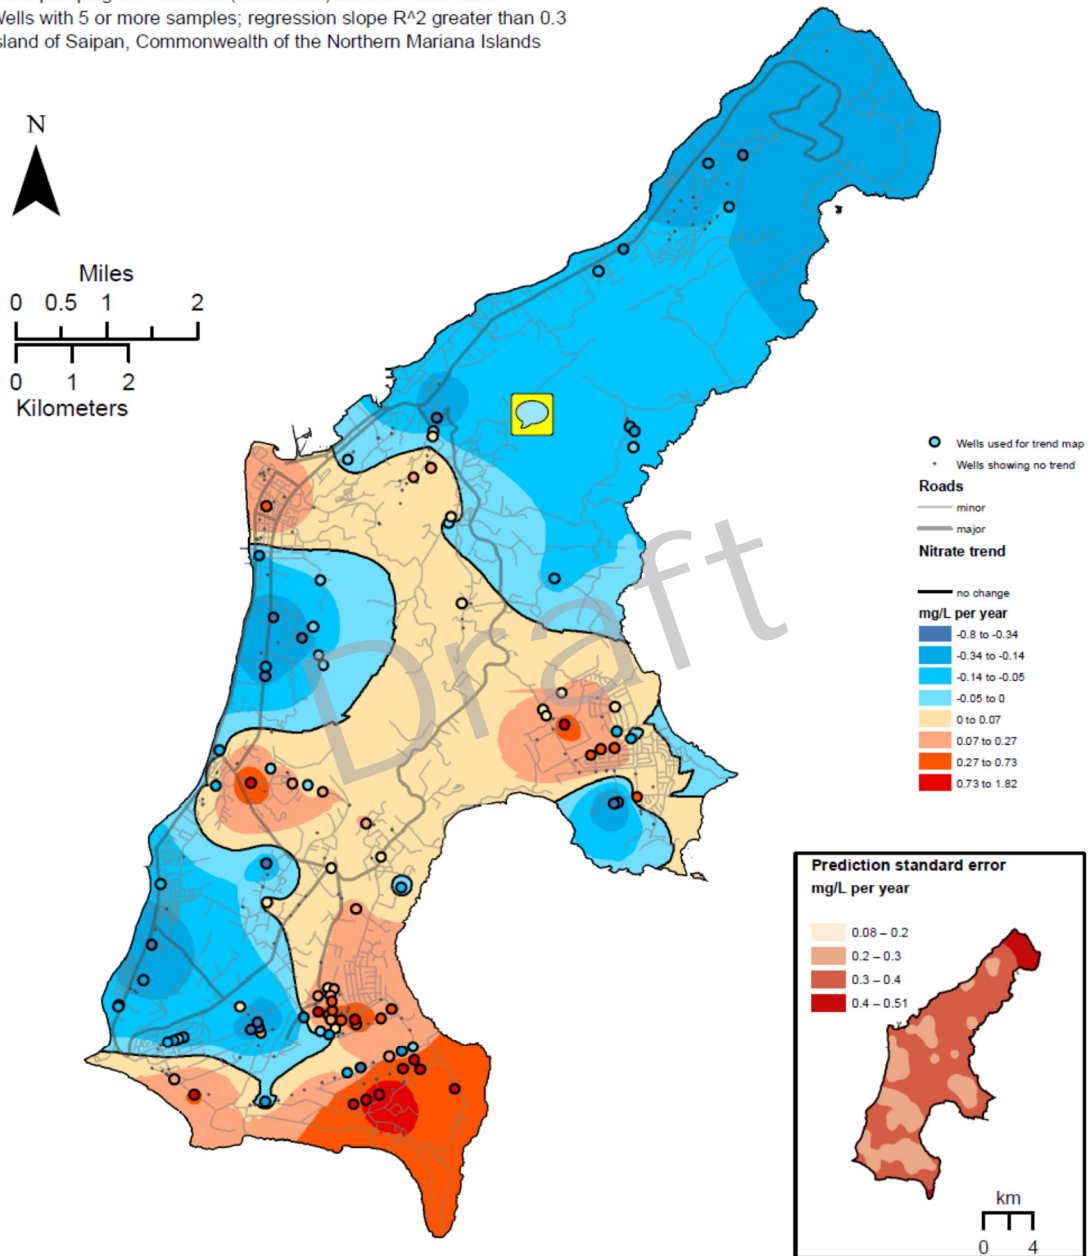 Wells with 5 or more samples; regression slope R^2 greater than 0.3
sland of Saipan, Commonwealth of the Northern Mariana Islands
N
Miles
0 0.5 1 2
0 1 2
Kilometers
Wells used for trend map
Wells showing no trend
Roads
minor
major
Nitrate trend
no change
mg/L per year
-0.8 to -0.34
-0.34 to -0.14
-0.14 to -0.05
-0.05 to 0
0 to 0.07
0.07 to 0.27
0.27 to 0.73
0.73 to 1.82
Draft
Prediction standard error
mg/L per year
0.08 – 0.2
0.2 – 0.3
0.3 – 0.4
0.4 – 0.51
km
0 4